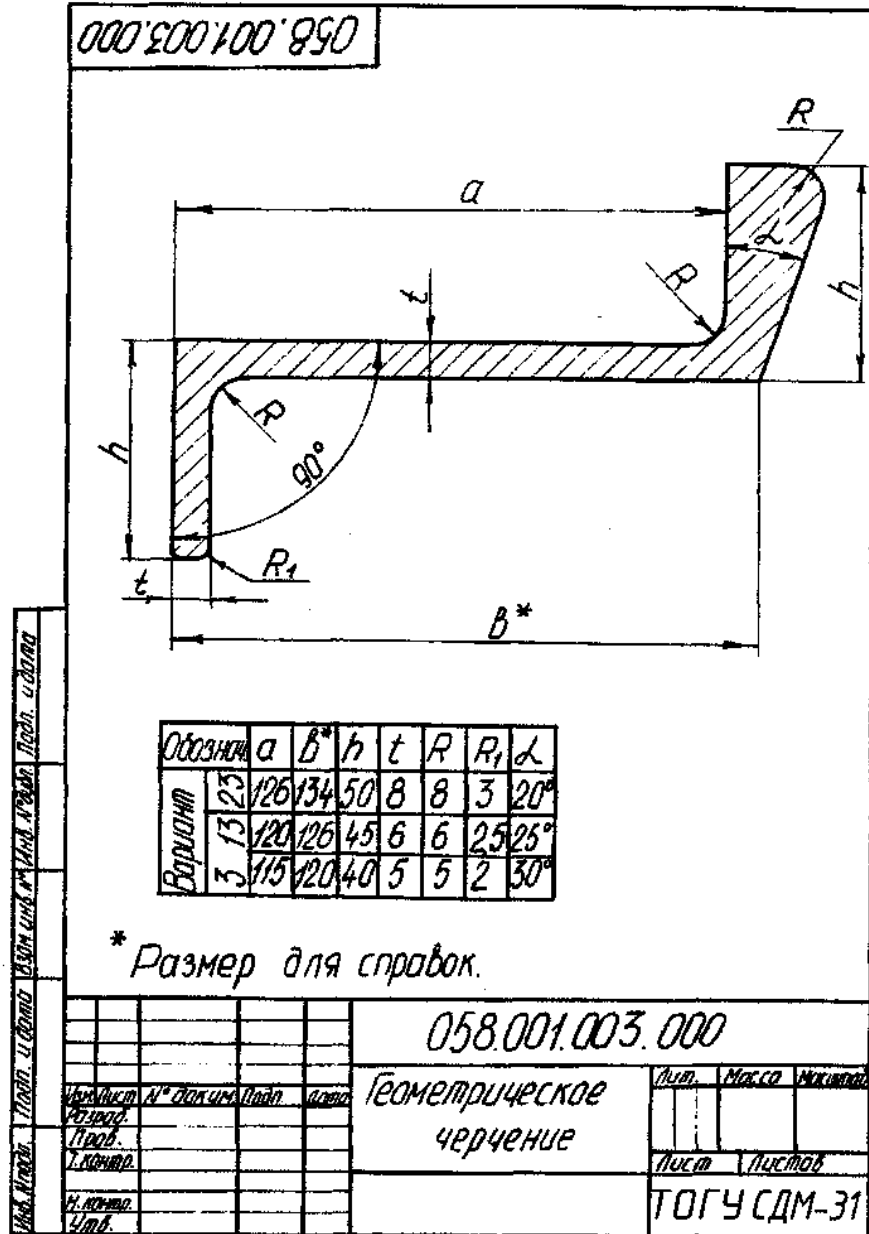 058.001.003.000
R
a
α
t
R
h
h
R
90°
R₁
t
в*
Обознач a в* h t R R₁ α
Вариант
23 126 134 50 8 8 3 20°
13 120 126 45 6 6 2,5 25°
3 115 120 40 5 5 2 30°
* Размер для справок.
Инв. № подл. Подп. и дата Взам. инв. № Инв. № дубл. Подп. и дата
058.001.003.000
Изм Лист № докум. Подп. Дата
Разраб.
Пров.
Т. контр.
Н. контр.
Утв.
Геометрическое
черчение
Лит. Масса Масштаб
Лист Листов
ТОГУ СДМ-31